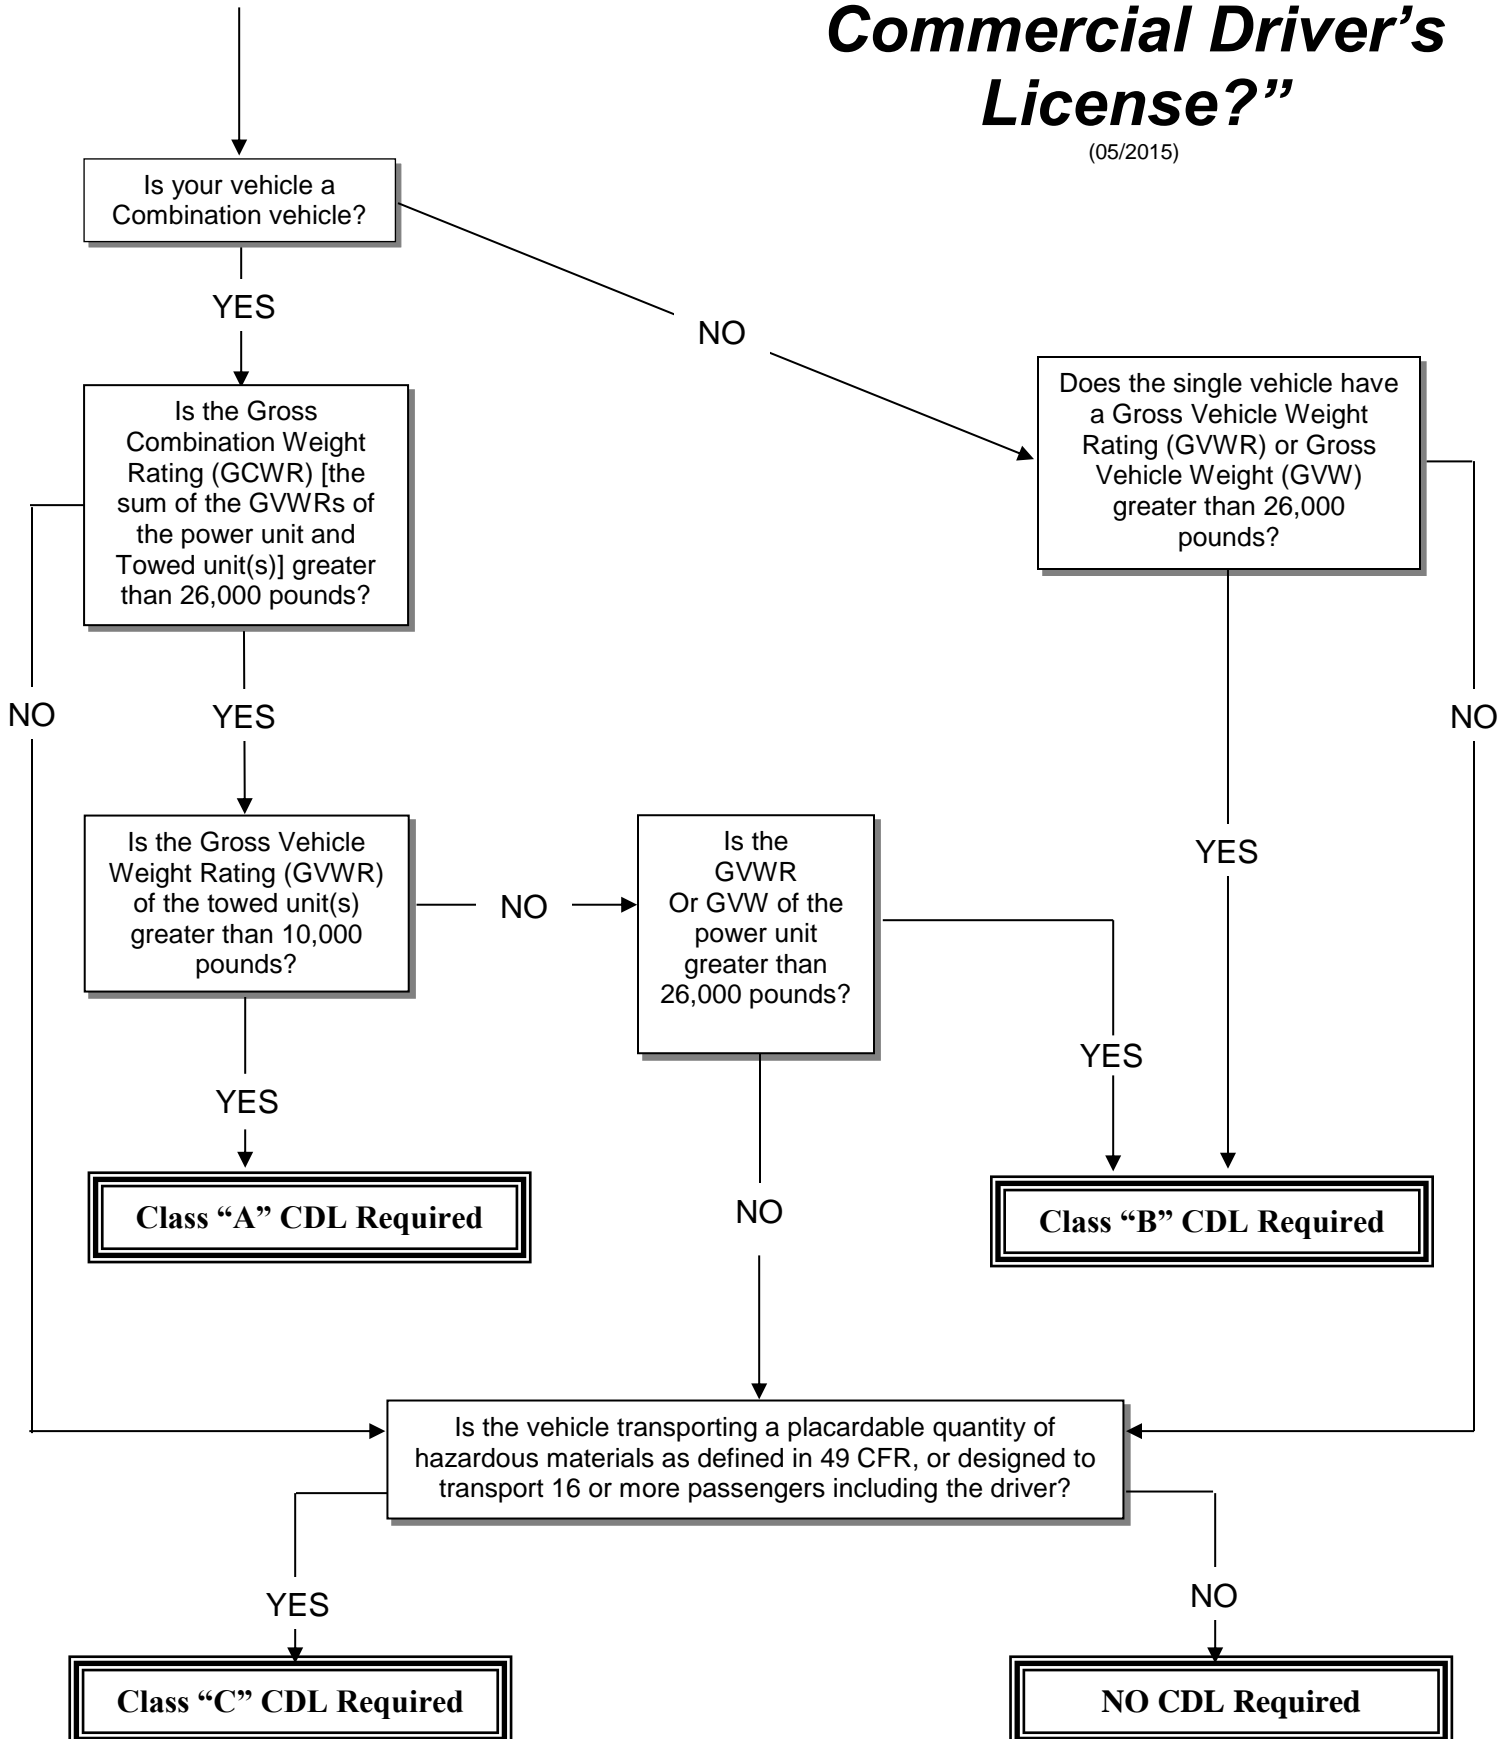 Commercial Driver's
License?”
(05/2015)
Is your vehicle a
Combination vehicle?
YES
NO
Is the Gross
Combination Weight
Rating (GCWR) [the
sum of the GVWRs of
the power unit and
Towed unit(s)] greater
than 26,000 pounds?
Does the single vehicle have
a Gross Vehicle Weight
Rating (GVWR) or Gross
Vehicle Weight (GVW)
greater than 26,000
pounds?
NO
YES
NO
Is the Gross Vehicle
Weight Rating (GVWR)
of the towed unit(s)
greater than 10,000
pounds?
NO
Is the
GVWR
Or GVW of the
power unit
greater than
26,000 pounds?
YES
YES
YES
Class “A” CDL Required
NO
Class “B” CDL Required
Is the vehicle transporting a placardable quantity of
hazardous materials as defined in 49 CFR, or designed to
transport 16 or more passengers including the driver?
YES
NO
Class “C” CDL Required
NO CDL Required